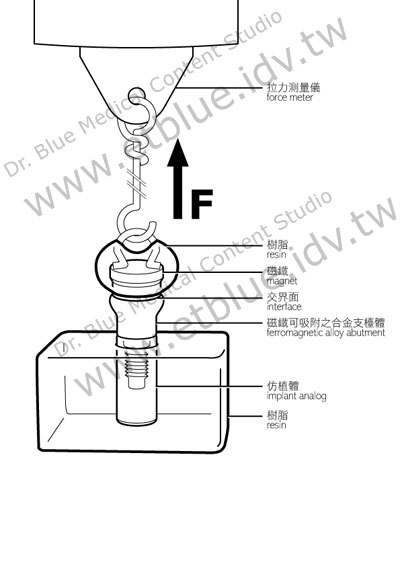 Dr. Blue Medical Content Studio
www.etblue.idv.tw
拉力測量儀
force meter
F
樹脂
resin
磁鐵
magnet
交界面
interface
磁鐵可吸附之合金支檯體
ferromagnetic alloy abutment
Dr. Blue Medical Content Studio
www.etblue.idv.tw
仿植體
implant analog
樹脂
resin